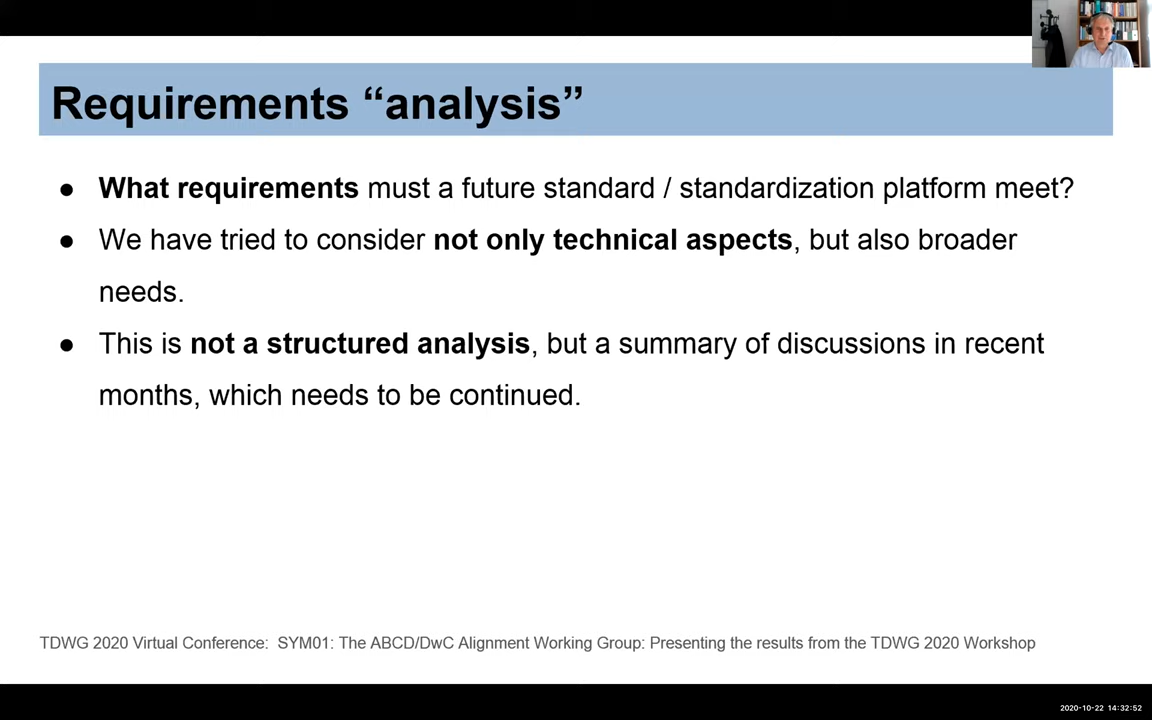 Requirements “analysis”
● What requirements must a future standard / standardization platform meet?
● We have tried to consider not only technical aspects, but also broader
needs.
● This is not a structured analysis, but a summary of discussions in recent
months, which needs to be continued.
TDWG 2020 Virtual Conference: SYM01: The ABCD/DwC Alignment Working Group: Presenting the results from the TDWG 2020 Workshop
2020-10-22 14:32:52